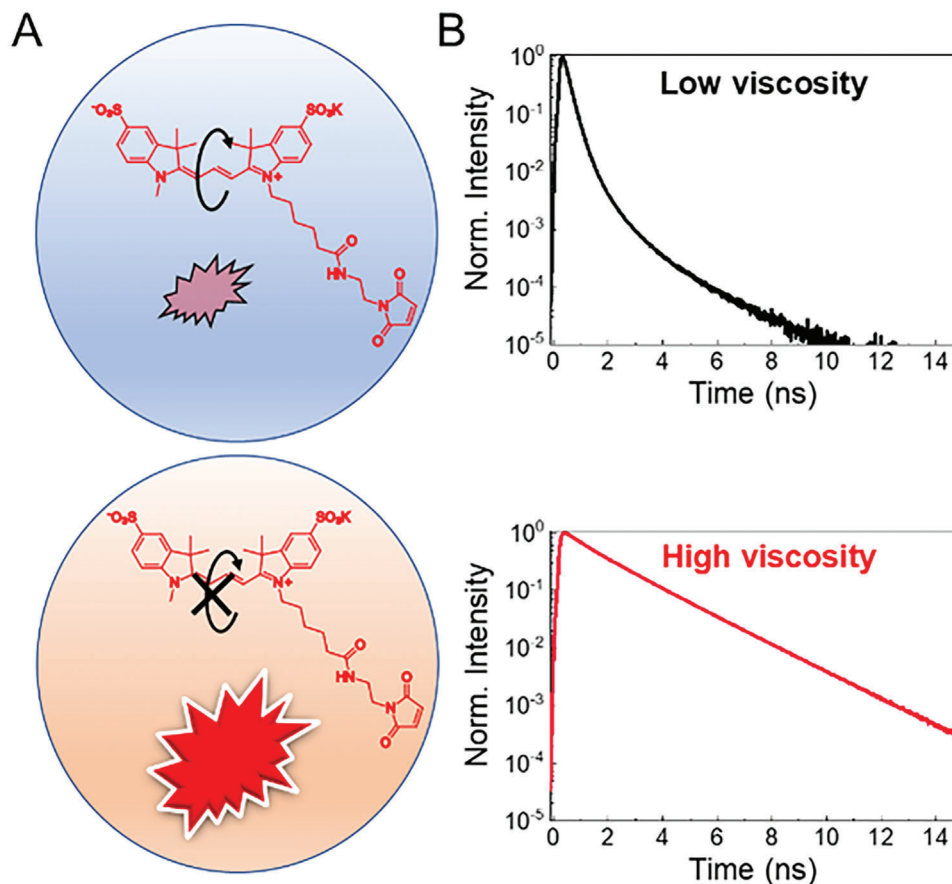 A
⁻O₃S
SO₃K
N
N⁺
O
HN
O
N
O
⁻O₃S
SO₃K
N
N⁺
O
HN
O
N
O
B
Low viscosity
Norm. Intensity
10⁰
10⁻¹
10⁻²
10⁻³
10⁻⁴
10⁻⁵
0 2 4 6 8 10 12 14
Time (ns)
High viscosity
Norm. Intensity
10⁰
10⁻¹
10⁻²
10⁻³
10⁻⁴
10⁻⁵
0 2 4 6 8 10 12 14
Time (ns)